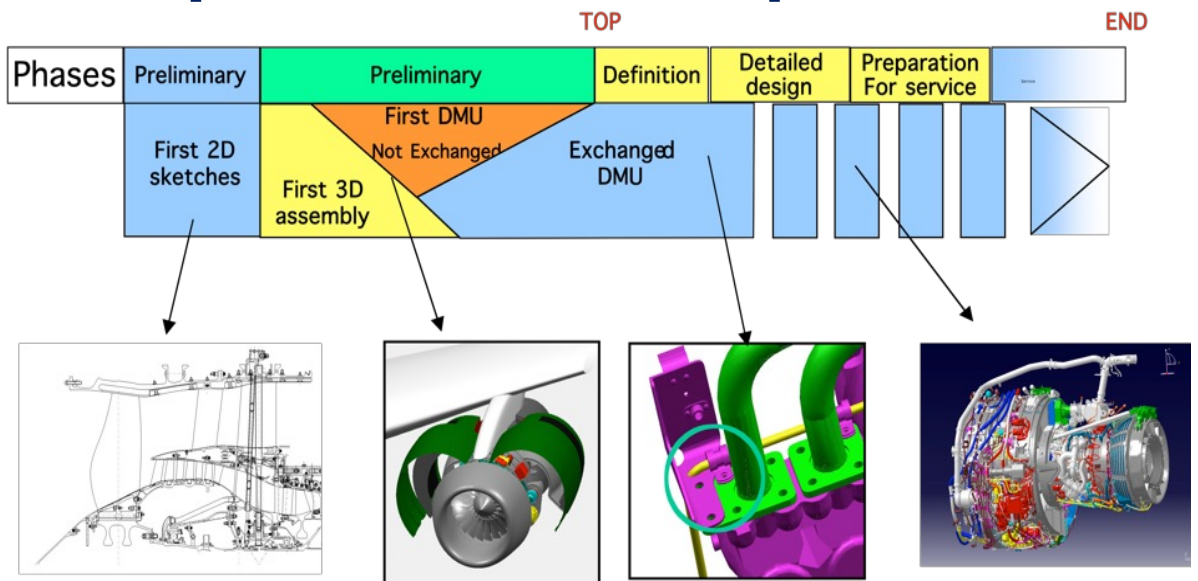 TOP
END
Phases
Preliminary
Preliminary
Definition
Detailed
design
Preparation
For service
Service
First 2D
sketches
First 3D
assembly
First DMU
Not Exchanged
Exchanged
DMU